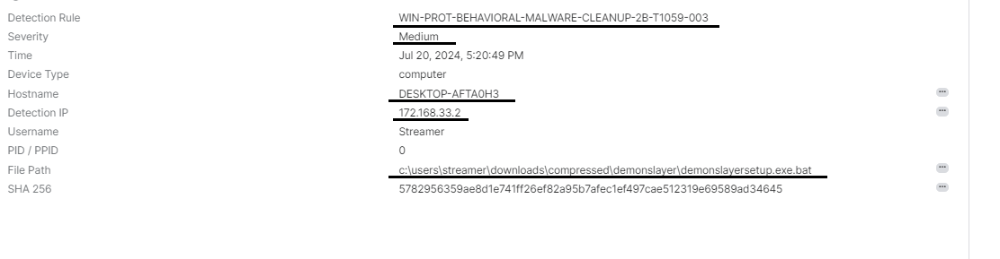 Detection Rule WIN-PROT-BEHAVIORAL-MALWARE-CLEANUP-2B-T1059-003
Severity Medium
Time Jul 20, 2024, 5:20:49 PM
Device Type computer
Hostname DESKTOP-AFTA0H3
Detection IP 172.168.33.2
Username Streamer
PID / PPID 0
File Path c:\users\streamer\downloads\compressed\demonslayer\demonslayersetup.exe.bat
SHA 256 5782956359ae8d1e741ff26ef82a95b7afec1ef497cae512319e69589ad34645